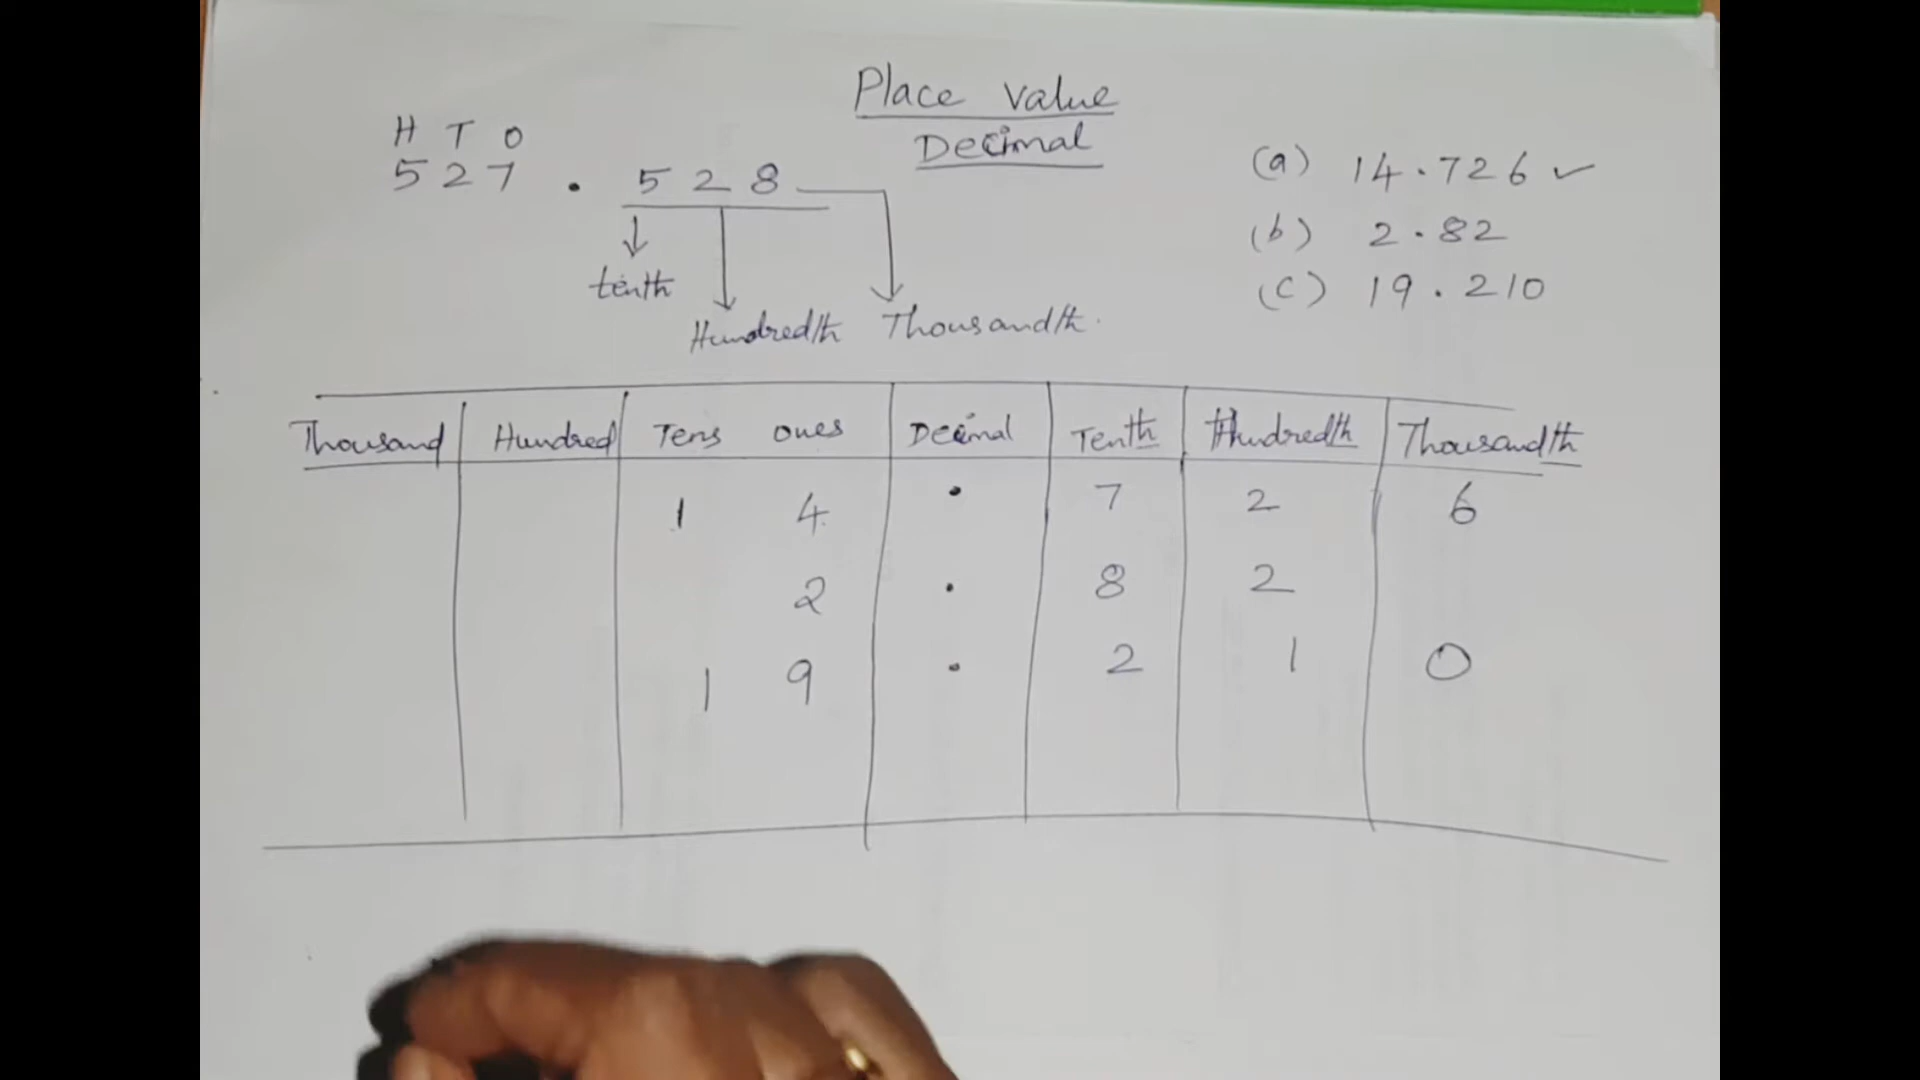 Place Value
Decimal
H T O
527 . 528
tenth
Hundredth Thousandth.
(a) 14.726 ✓
(b) 2.82
(c) 19.210
Thousand Hundred Tens ones Decimal Tenth Hundredth Thousandth
1 4 . 7 2 6
2 . 8 2
1 9 . 2 1 0